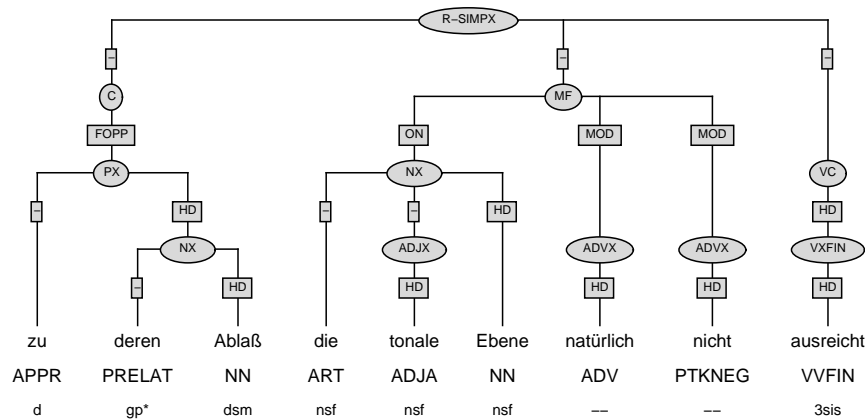 R−SIMPX
− − −
C MF
FOPP ON MOD MOD
PX NX VC
− HD − − HD HD
NX ADJX ADVX ADVX VXFIN
− HD HD HD HD HD
zu deren Ablaß die tonale Ebene natürlich nicht ausreicht
APPR PRELAT NN ART ADJA NN ADV PTKNEG VVFIN
d gp* dsm nsf nsf nsf −− −− 3sis